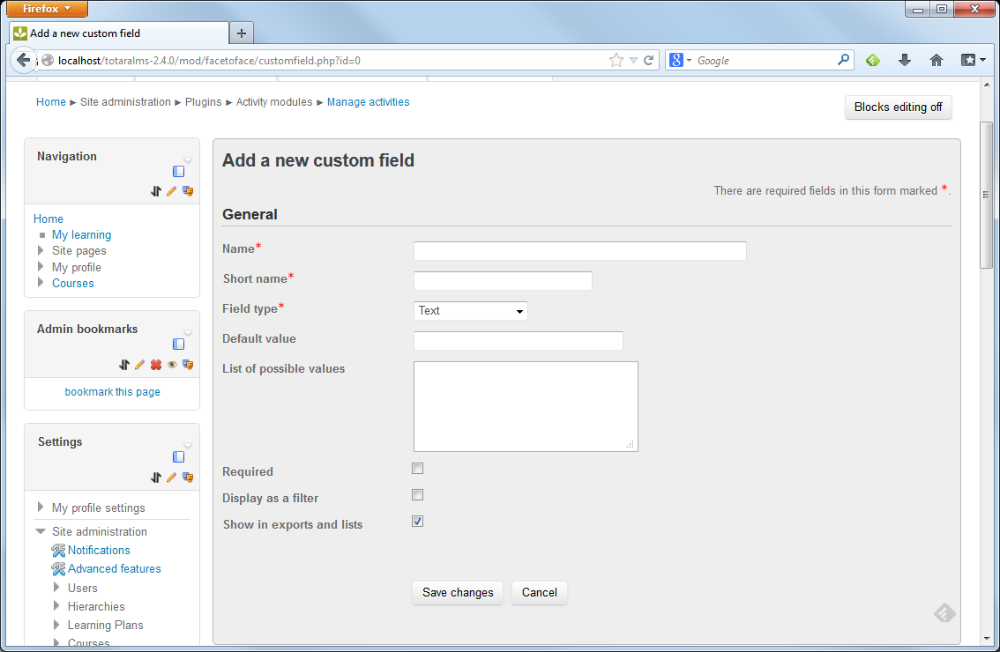 Firefox
Add a new custom field
localhost/totaralms-2.4.0/mod/facetoface/customfield.php?id=0
Google
Home ▶ Site administration ▶ Plugins ▶ Activity modules ▶ Manage activities
Blocks editing off
Navigation
Home
My learning
Site pages
My profile
Courses
Admin bookmarks
bookmark this page
Settings
My profile settings
Site administration
Notifications
Advanced features
Users
Hierarchies
Learning Plans
Courses
Add a new custom field
There are required fields in this form marked *.
General
Name*
Short name*
Field type*
Text
Default value
List of possible values
Required
Display as a filter
Show in exports and lists
Save changes
Cancel